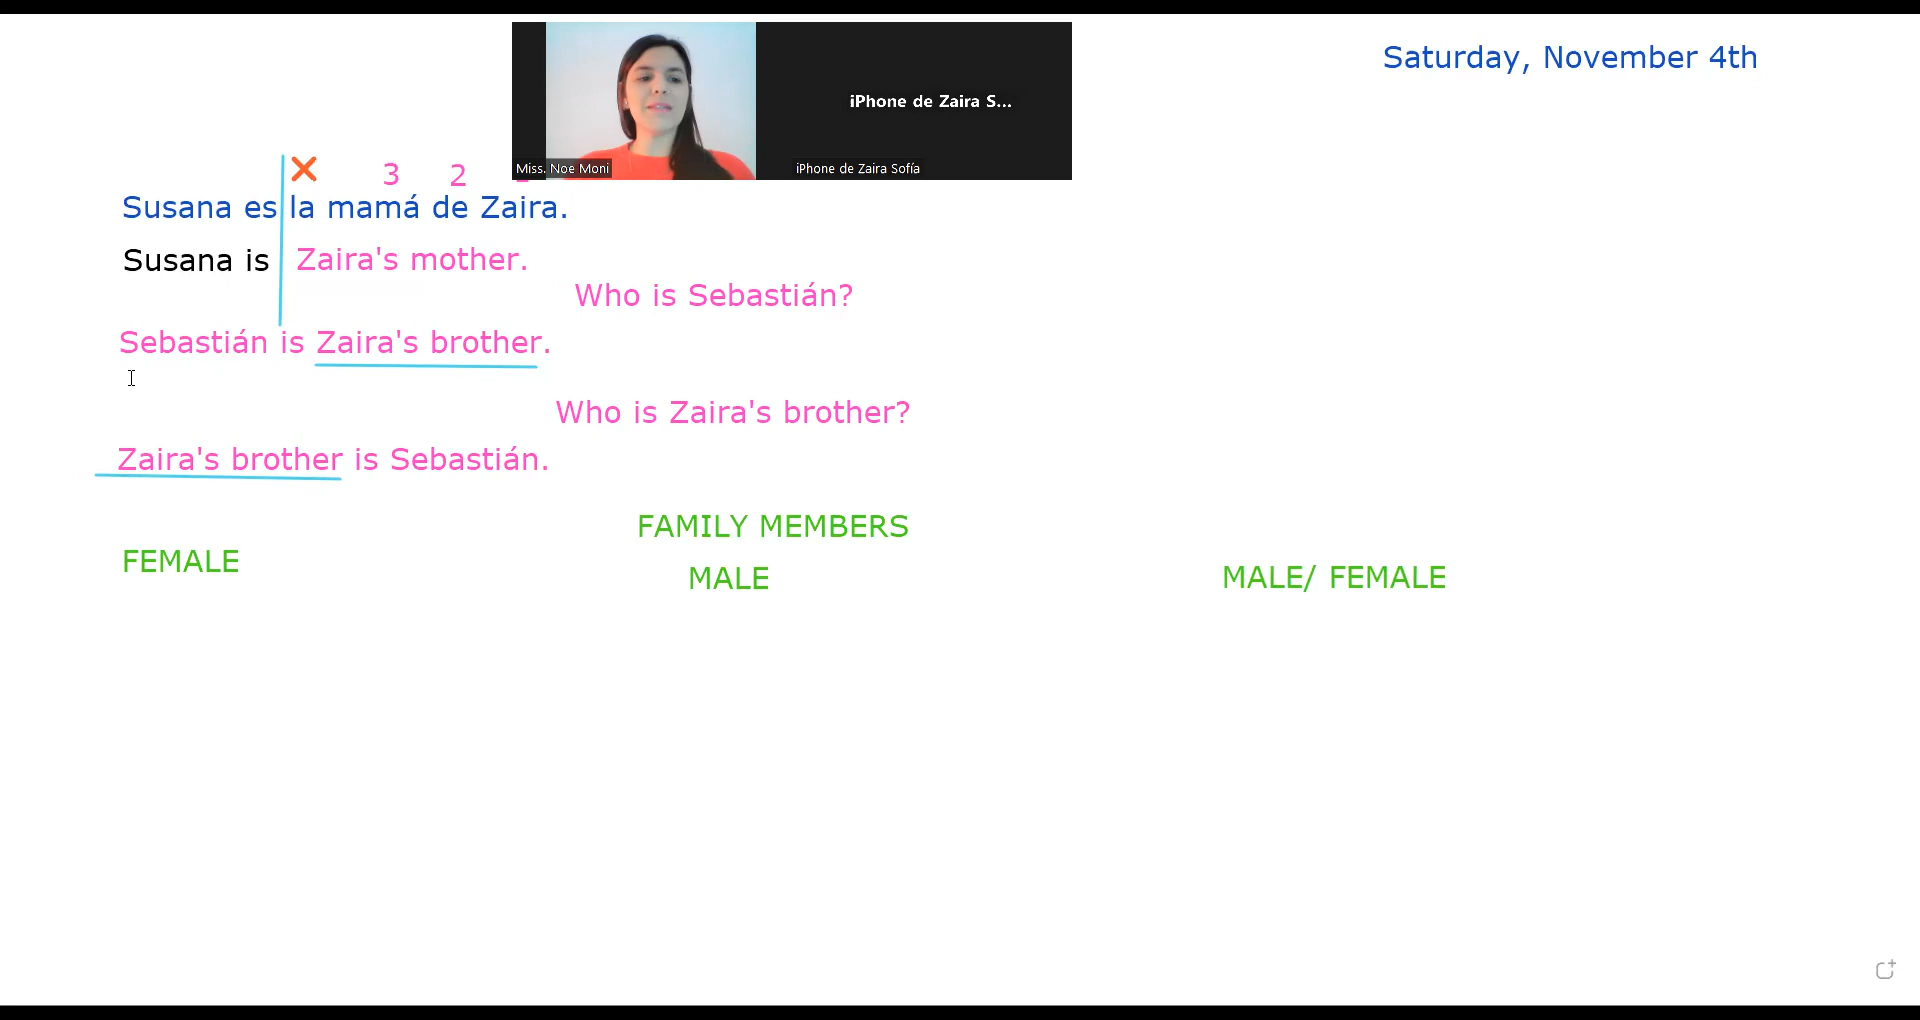 Saturday, November 4th
iPhone de Zaira S...
Miss. Noe Moni
iPhone de Zaira Sofía
3 2
Susana es la mamá de Zaira.
Susana is Zaira's mother.
Who is Sebastián?
Sebastián is Zaira's brother.
Who is Zaira's brother?
Zaira's brother is Sebastián.
FAMILY MEMBERS
FEMALE
MALE
MALE/ FEMALE